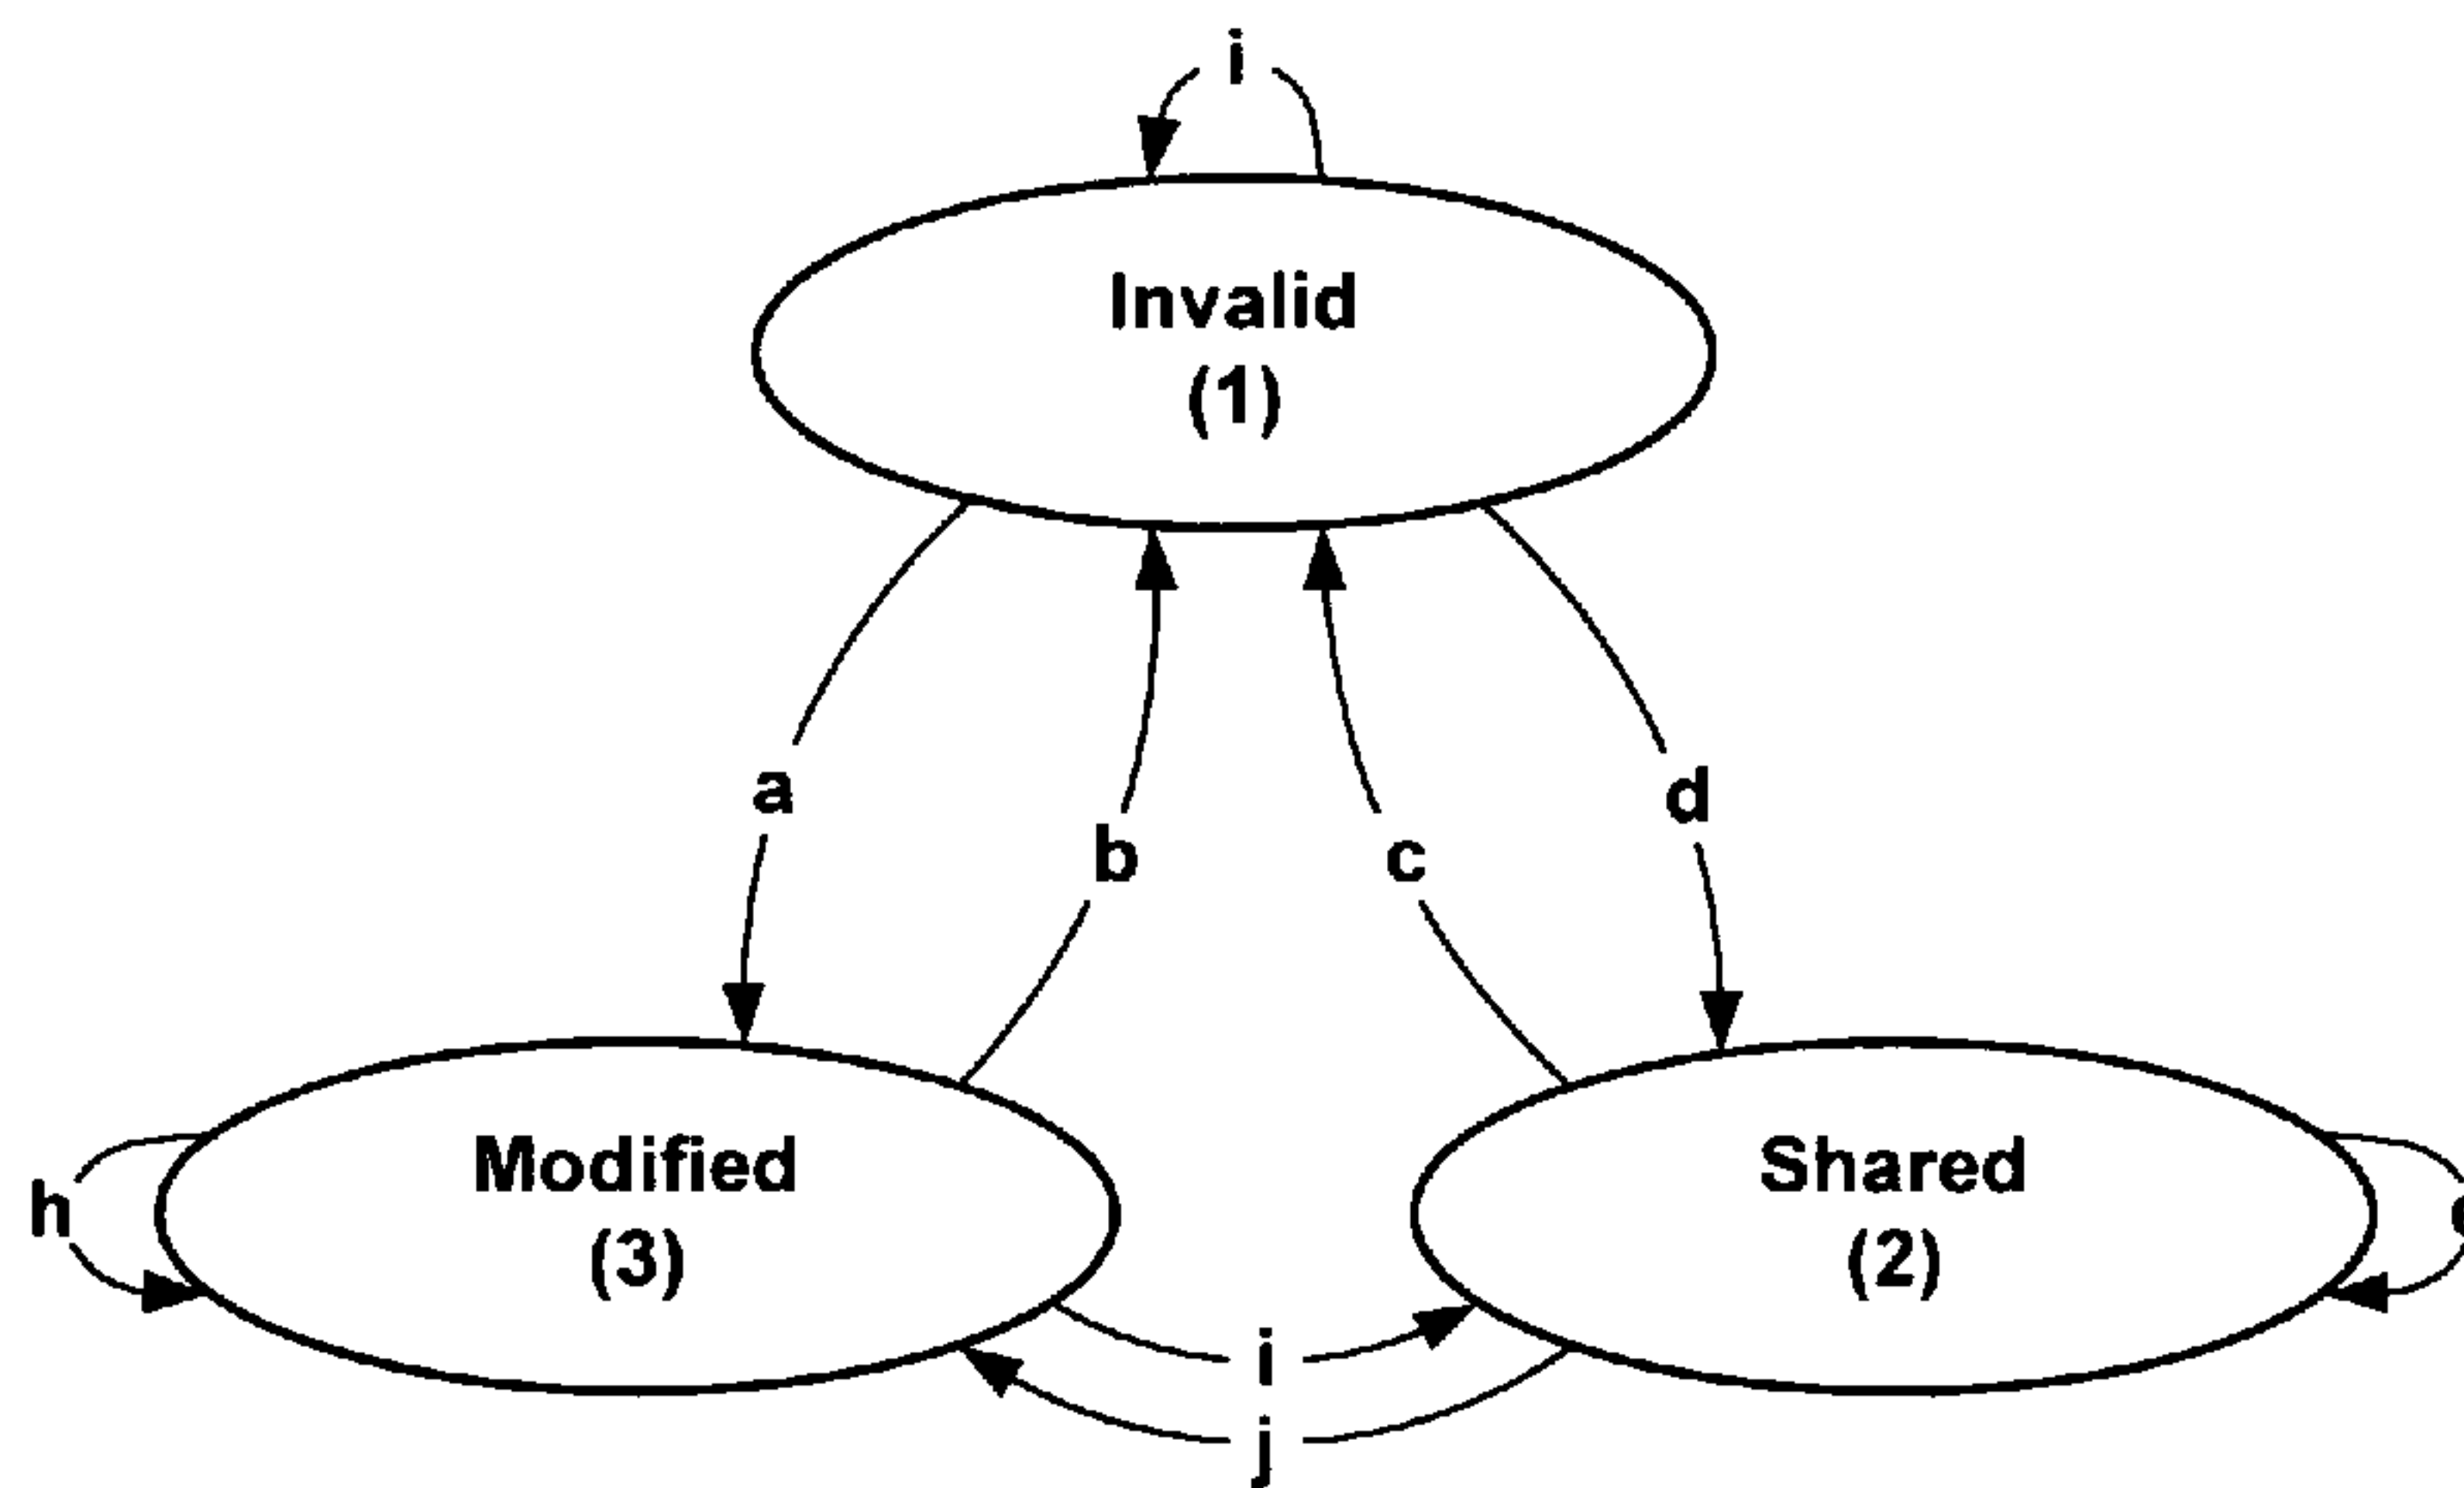 i
Invalid
(1)
a
d
b
c
Modified
(3)
Shared
(2)
h
i
j